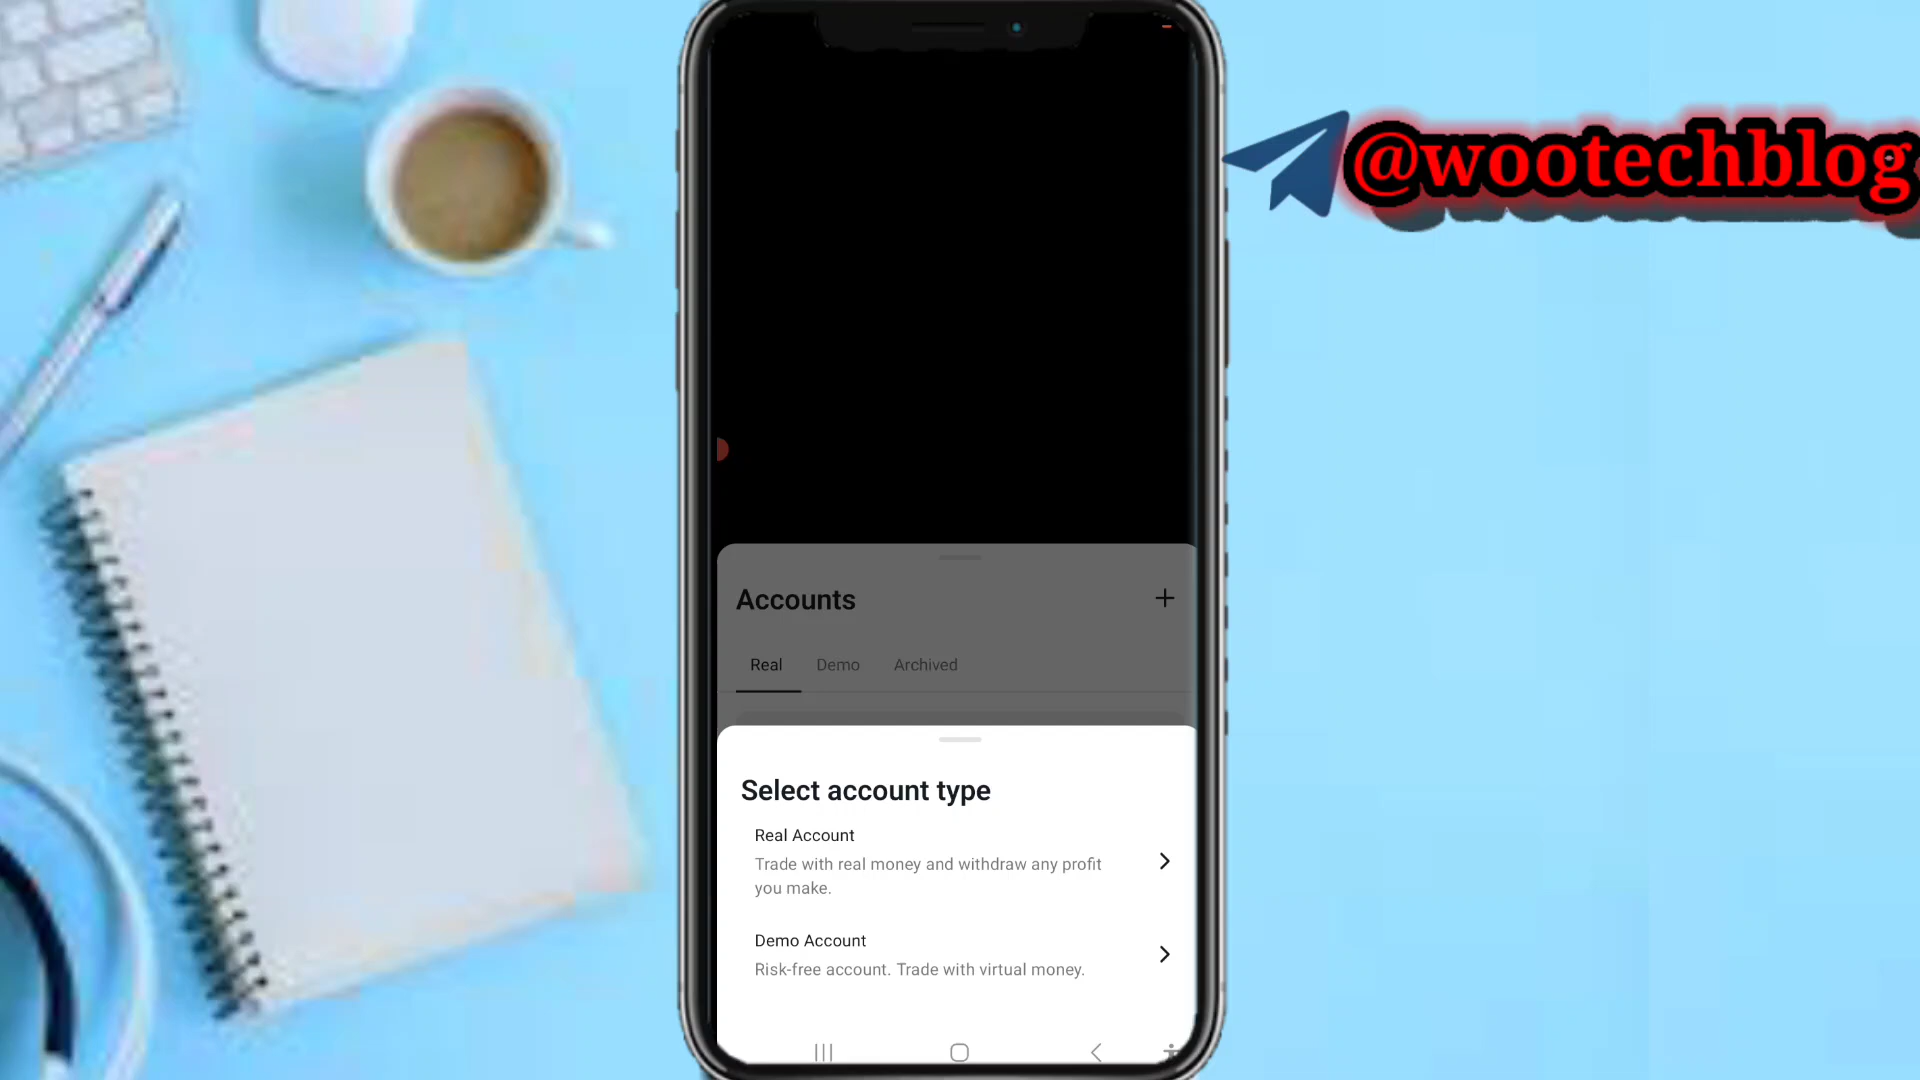 @wootechblog
Accounts
Real Demo Archived
Select account type
Real Account
Trade with real money and withdraw any profit
you make.
Demo Account
Risk-free account. Trade with virtual money.